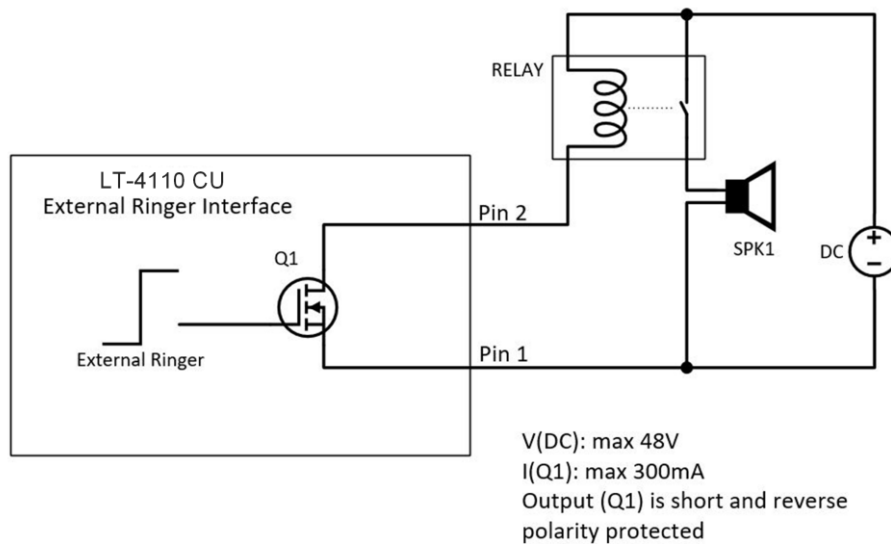 RELAY
LT-4110 CU
External Ringer Interface
Pin 2
Q1
SPK1
DC
External Ringer
Pin 1
V(DC): max 48V
I(Q1): max 300mA
Output (Q1) is short and reverse
polarity protected